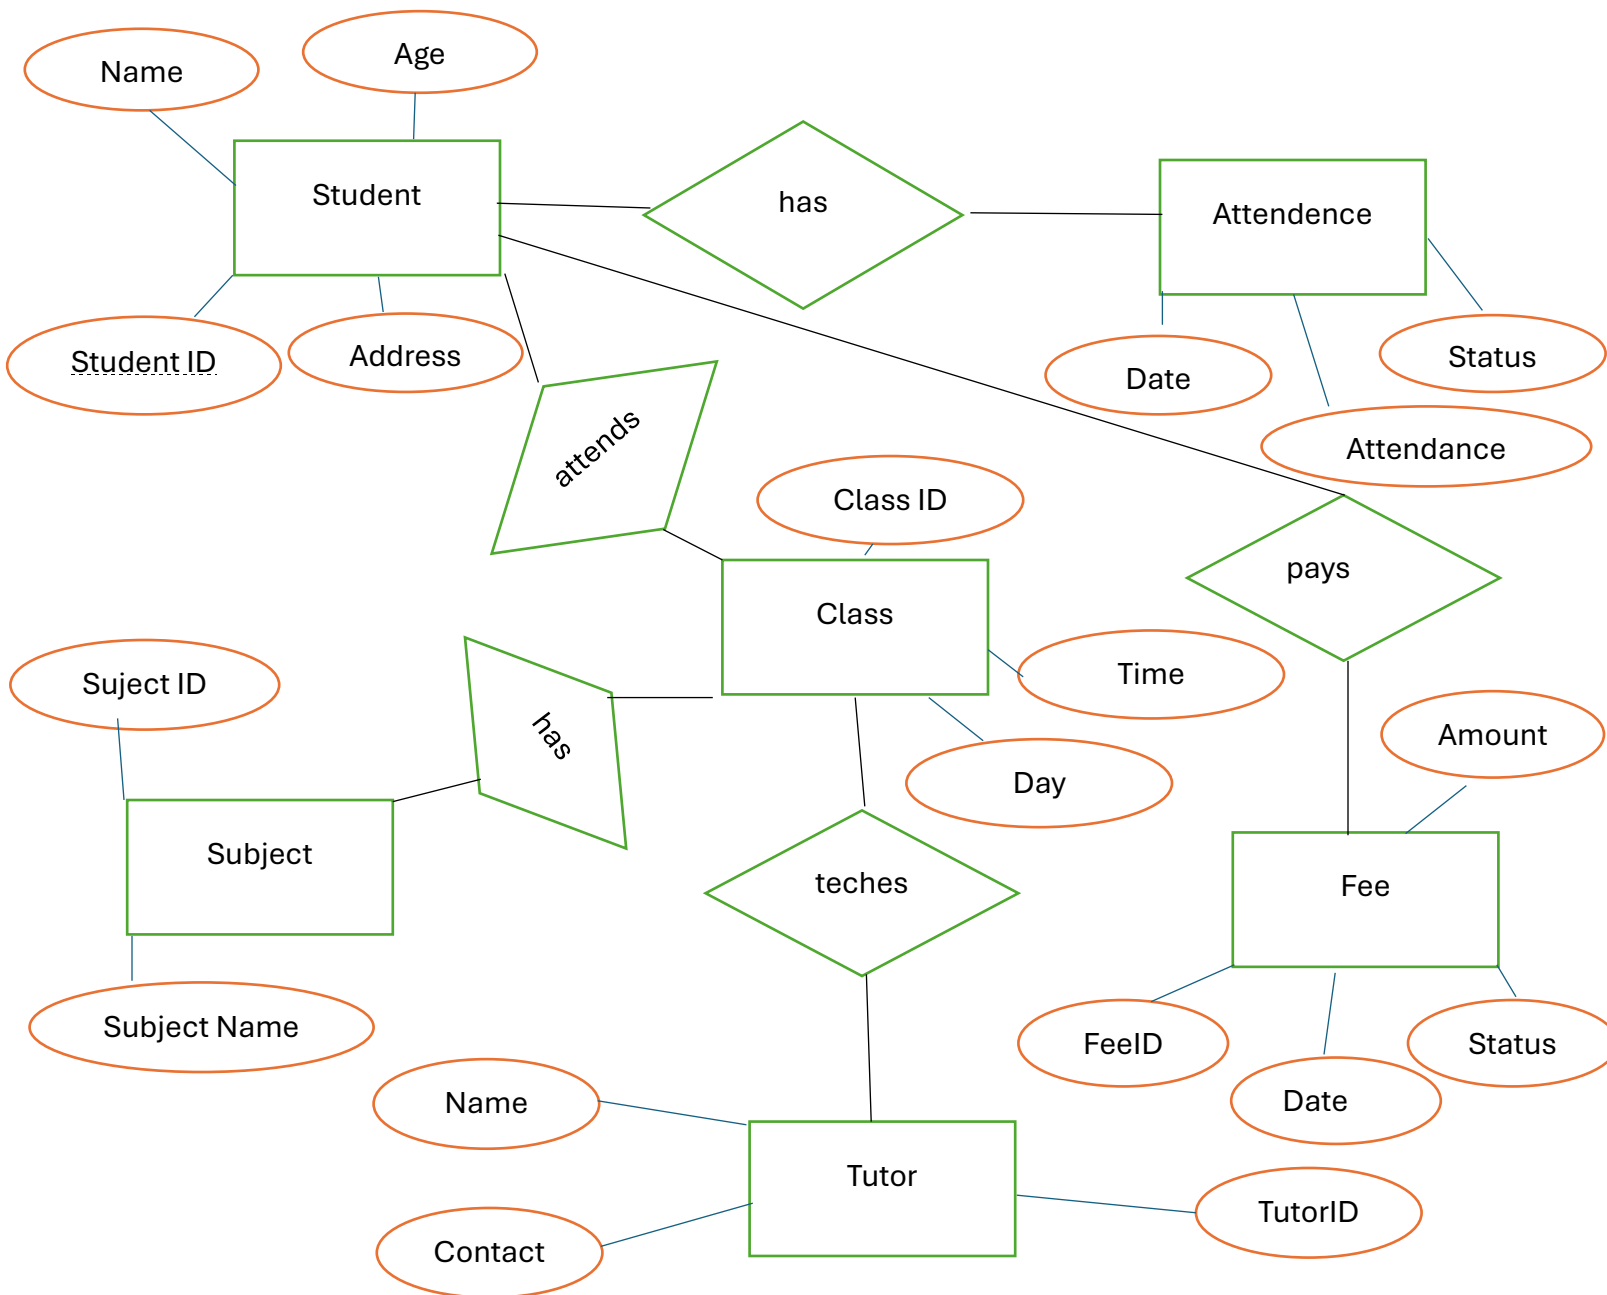 Name
Age
Student
has
Attendence
Student ID
Address
Date
Status
Attendance
attends
Class ID
Class
pays
Time
Suject ID
has
Day
Amount
Subject
teches
Fee
Subject Name
FeeID
Date
Status
Name
Tutor
TutorID
Contact